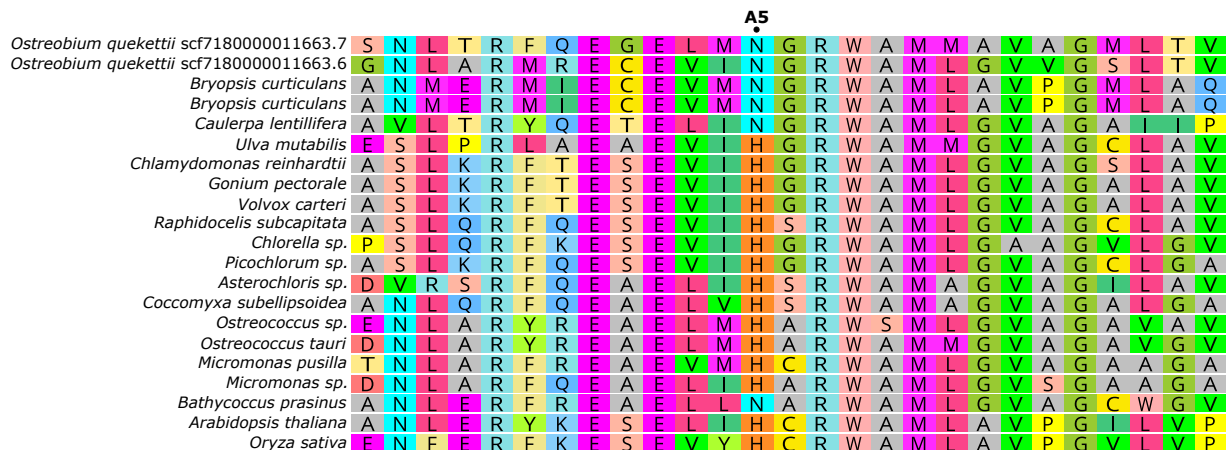 A5
Ostreobium quekettii scf7180000011663.7 S N L T R F Q E G E L M N G R W A M M A V A G M L T V
Ostreobium quekettii scf7180000011663.6 G N L A R M R E C E V I N G R W A M L G V V G S L T V
Bryopsis curticulans A N M E R M I E C E V M N G R W A M L A V P G M L A Q
Bryopsis curticulans A N M E R M I E C E V M N G R W A M L A V P G M L A Q
Caulerpa lentillifera A V L T R Y Q E T E L I N G R W A M L G V A G A I I P
Ulva mutabilis E S L P R L A E A E V I H G R W A M M G V A G C L A V
Chlamydomonas reinhardtii A S L K R F T E S E V I H G R W A M L G V A G S L A V
Gonium pectorale A S L K R F T E S E V I H G R W A M L G V A G A L A V
Volvox carteri A S L K R F T E S E V I H G R W A M L G V A G A L A V
Raphidocelis subcapitata A S L Q R F Q E S E V I H S R W A M L G V A G C L A V
Chlorella sp. P S L Q R F K E S E V I H G R W A M L G A A G V L G V
Picochlorum sp. A S L K R F Q E S E V I H G R W A M L G V A G C L G A
Asterochloris sp. D V R S R F Q E A E L I H S R W A M A G V A G I L A V
Coccomyxa subellipsoidea A N L Q R F Q E A E L V H S R W A M A G V A G A L G A
Ostreococcus sp. E N L A R Y R E A E L M H A R W S M L G V A G A V A V
Ostreococcus tauri D N L A R Y R E A E L M H A R W A M M G V A G A V G V
Micromonas pusilla T N L A R F R E A E V M H C R W A M L G V A G A A G A
Micromonas sp. D N L A R F Q E A E L I H A R W A M L G V S G A A G A
Bathycoccus prasinus A N L E R F R E A E L L N A R W A M L G V A G C W G V
Arabidopsis thaliana A N L E R Y K E S E L I H C R W A M L A V P G I L V P
Oryza sativa E N F E R F K E S E V Y H C R W A M L A V P G V L V P